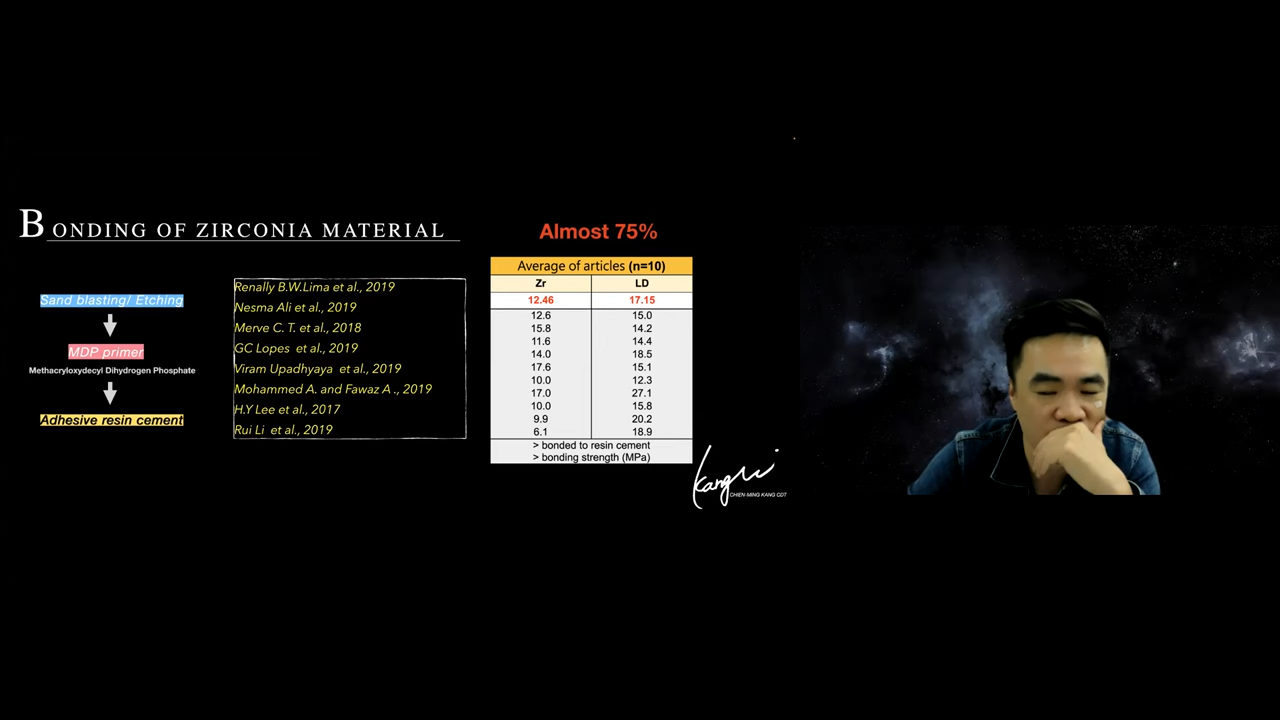 BONDING OF ZIRCONIA MATERIAL
Sand blasting/ Etching
MDP primer
Methacryloxydecyl Dihydrogen Phosphate
Adhesive resin cement
Renally B.W.Lima et al., 2019
Nesma Ali et al., 2019
Merve C. T. et al., 2018
GC Lopes et al., 2019
Viram Upadhyaya et al., 2019
Mohammed A. and Fawaz A ., 2019
H.Y Lee et al., 2017
Rui Li et al., 2019
Almost 75%
Average of articles (n=10)
Zr LD
12.46 17.15
12.6 15.0
15.8 14.2
11.6 14.4
14.0 18.5
17.6 15.1
10.0 12.3
17.0 27.1
10.0 15.8
9.9 20.2
6.1 18.9
> bonded to resin cement
> bonding strength (MPa)
CHIEN-MING KANG CDT